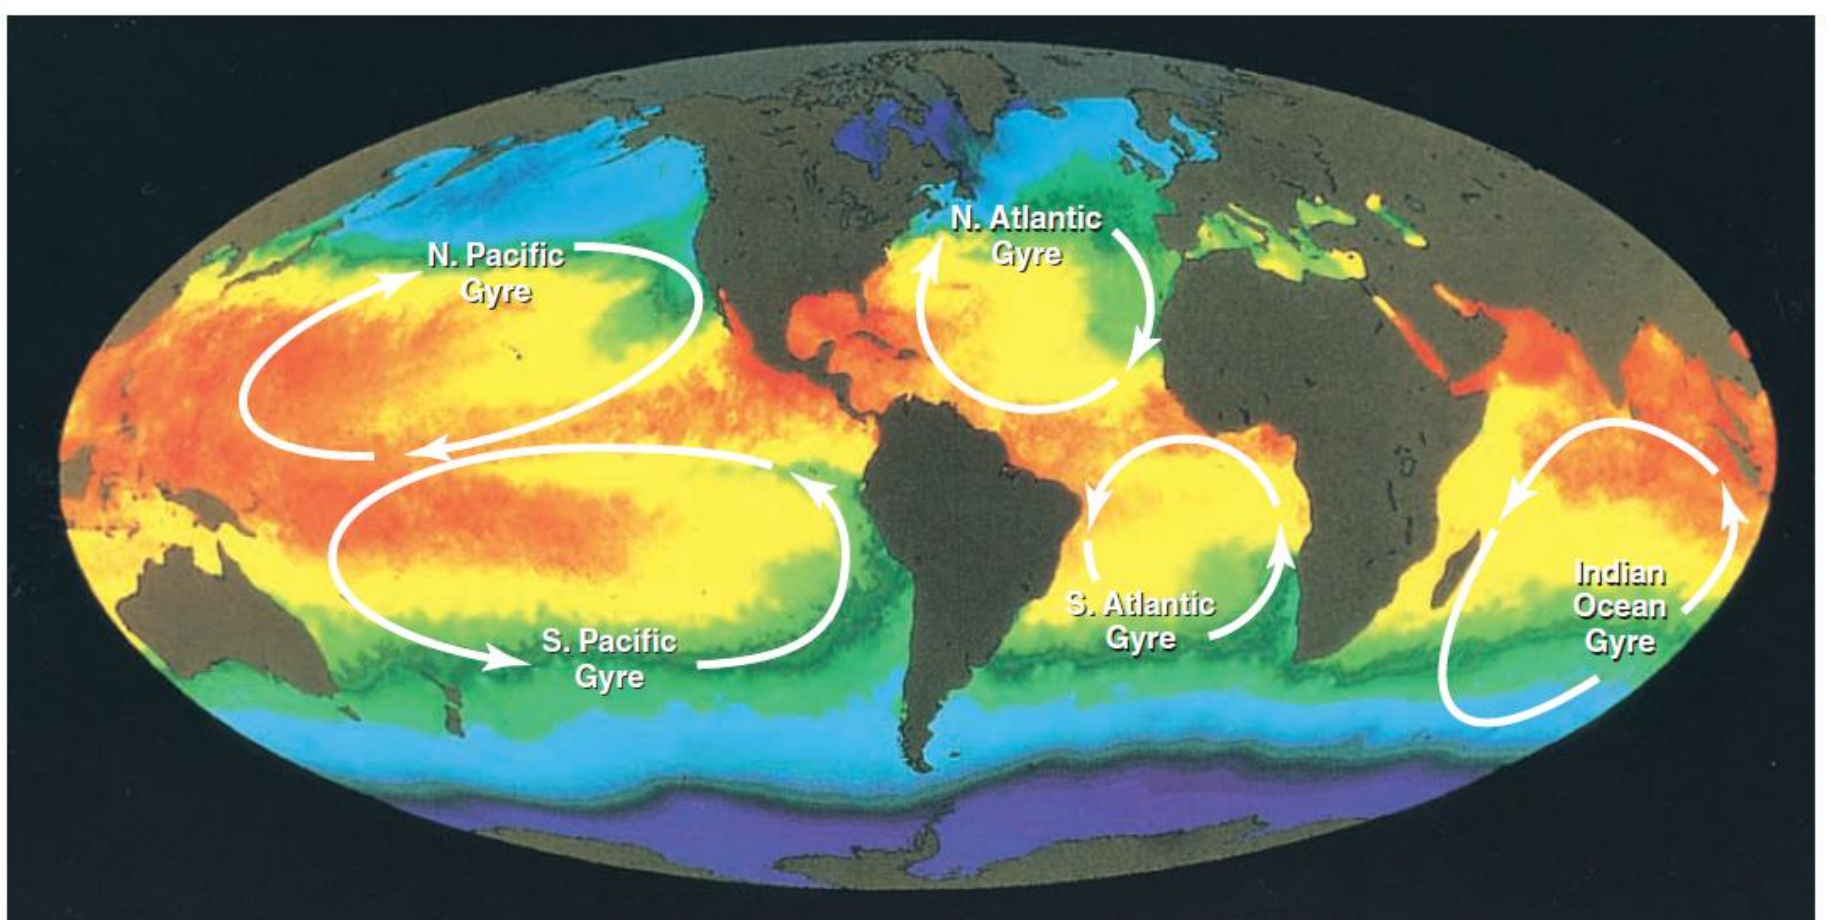 N. Atlantic
Gyre
N. Pacific
Gyre
Indian
Ocean
Gyre
S. Atlantic
Gyre
S. Pacific
Gyre